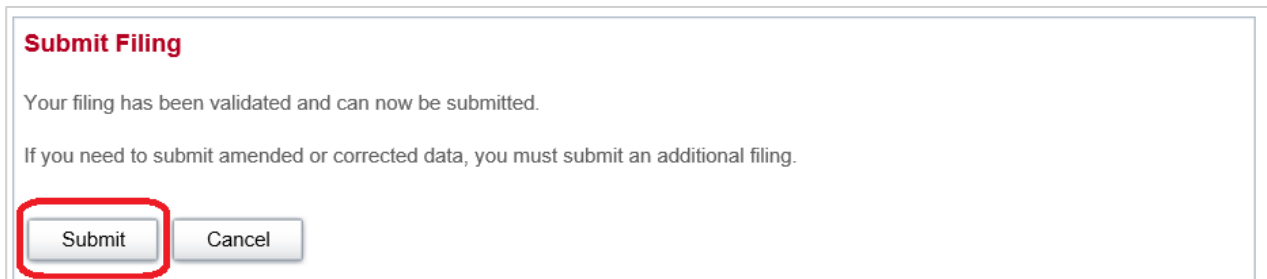 Submit Filing
Your filing has been validated and can now be submitted.
If you need to submit amended or corrected data, you must submit an additional filing.
Submit Cancel